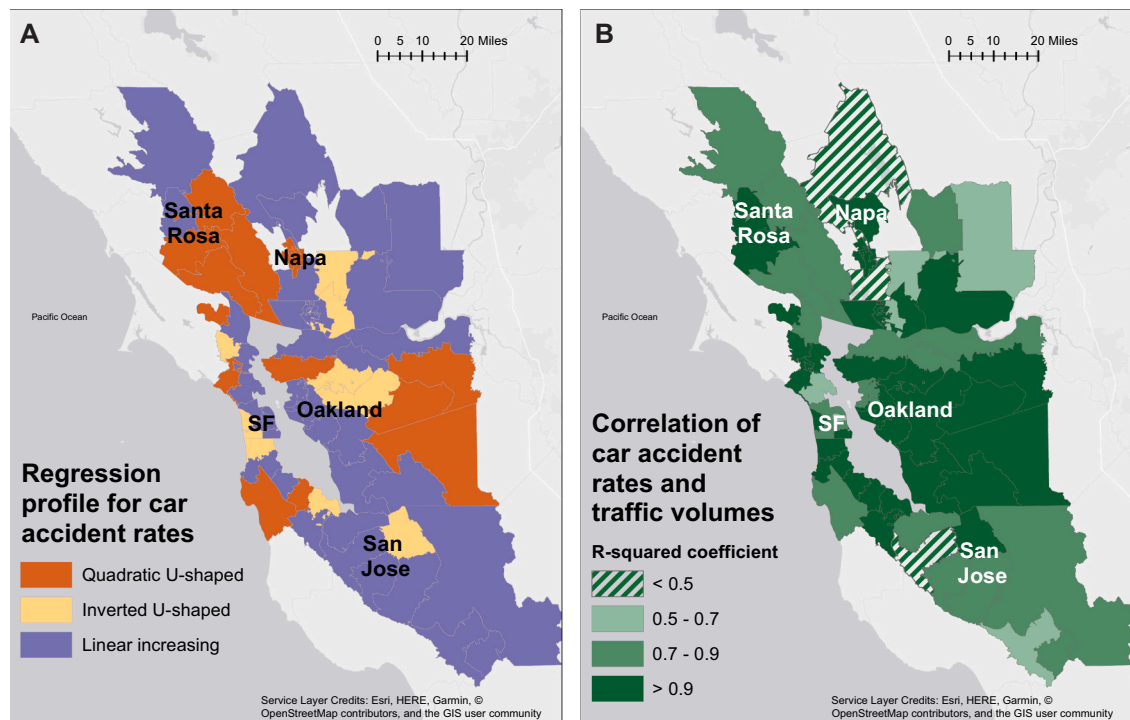 A
0 5 10 20 Miles
Santa
Rosa
Napa
Pacific Ocean
SF
Oakland
San
Jose
Regression
profile for car
accident rates
Quadratic U-shaped
Inverted U-shaped
Linear increasing
Service Layer Credits: Esri, HERE, Garmin, ©
OpenStreetMap contributors, and the GIS user community
B
0 5 10 20 Miles
Santa
Rosa
Napa
Pacific Ocean
SF
Oakland
San
Jose
Correlation of
car accident
rates and
traffic volumes
R-squared coefficient
< 0.5
0.5 - 0.7
0.7 - 0.9
> 0.9
Service Layer Credits: Esri, HERE, Garmin, ©
OpenStreetMap contributors, and the GIS user community